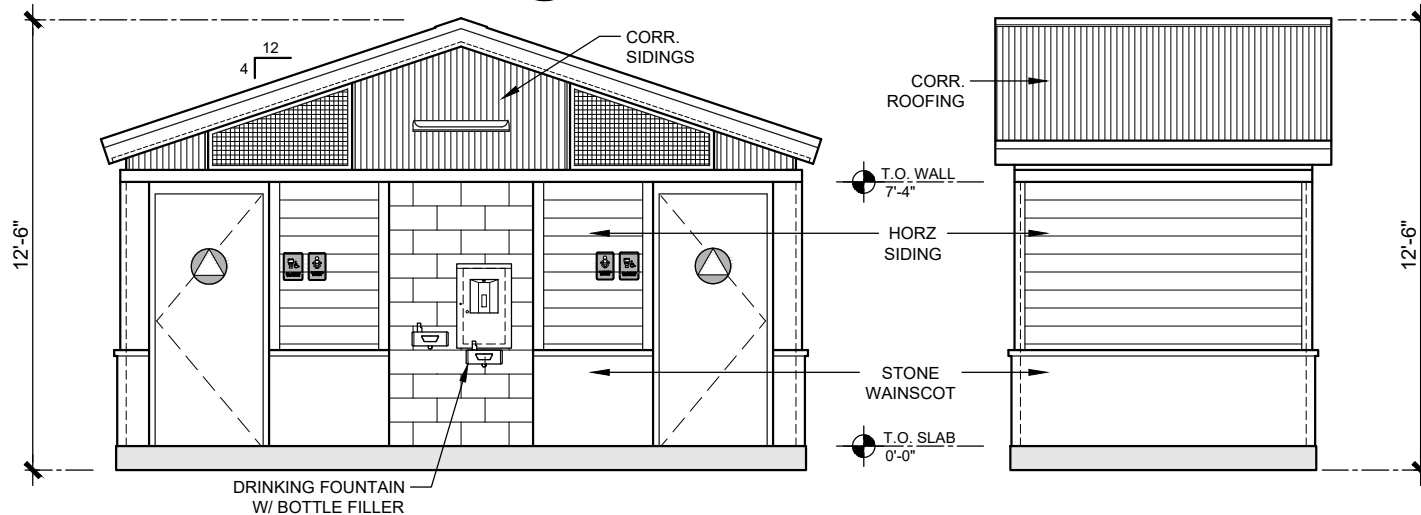 12
4
CORR.
SIDINGS
CORR.
ROOFING
T.O. WALL
7'-4"
12'-6"
HORZ
SIDING
12'-6"
STONE
WAINSCOT
T.O. SLAB
0'-0"
DRINKING FOUNTAIN
W/ BOTTLE FILLER